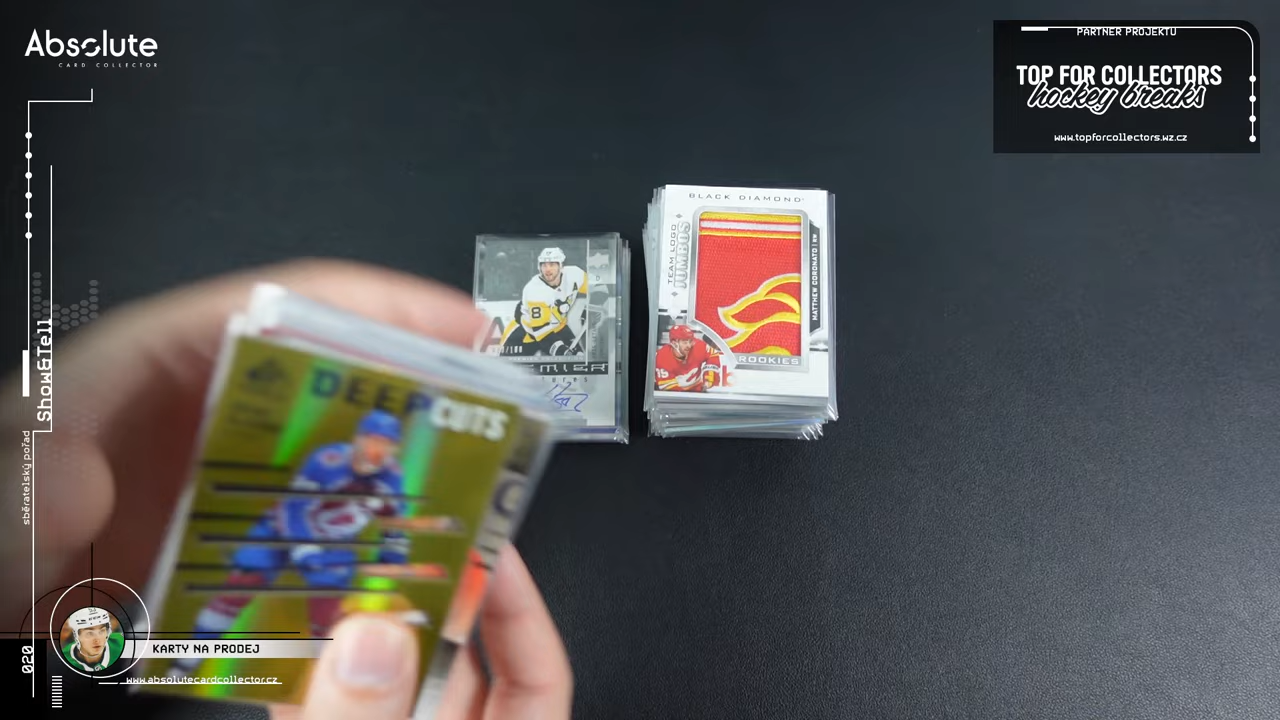 Absolute
CARD COLLECTOR
PARTNER PROJEKTU
TOP FOR COLLECTORS
hockey breaks
www.topforcollectors.wz.cz
BLACK DIAMOND
TEAM LOGO
JUMBOS
MATTHEW CORONATO | RW
ROOKIES
8
DEEP CUTS
Show&Tell
sběratelský pořad
020
KARTY NA PRODEJ
www.absolutecardcollector.cz